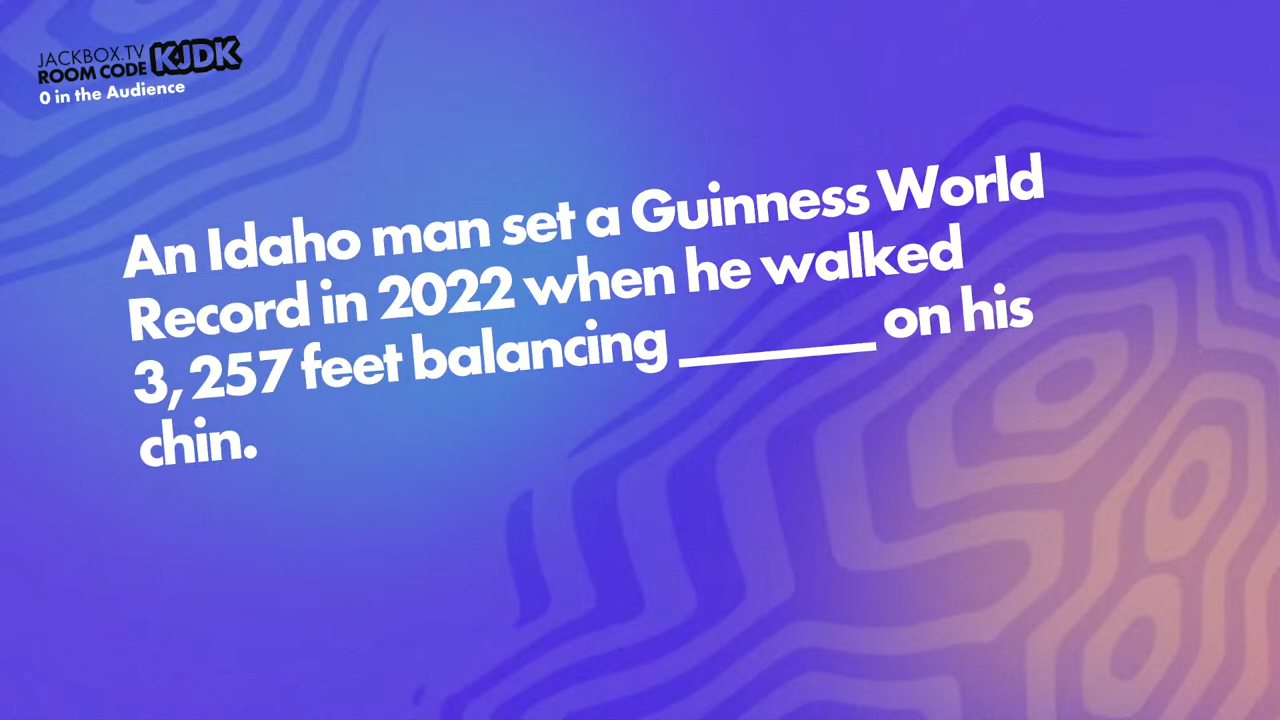 JACKBOX.TV
ROOM CODE KJDK
0 in the Audience
An Idaho man set a Guinness World
Record in 2022 when he walked
3,257 feet balancing ________ on his
chin.